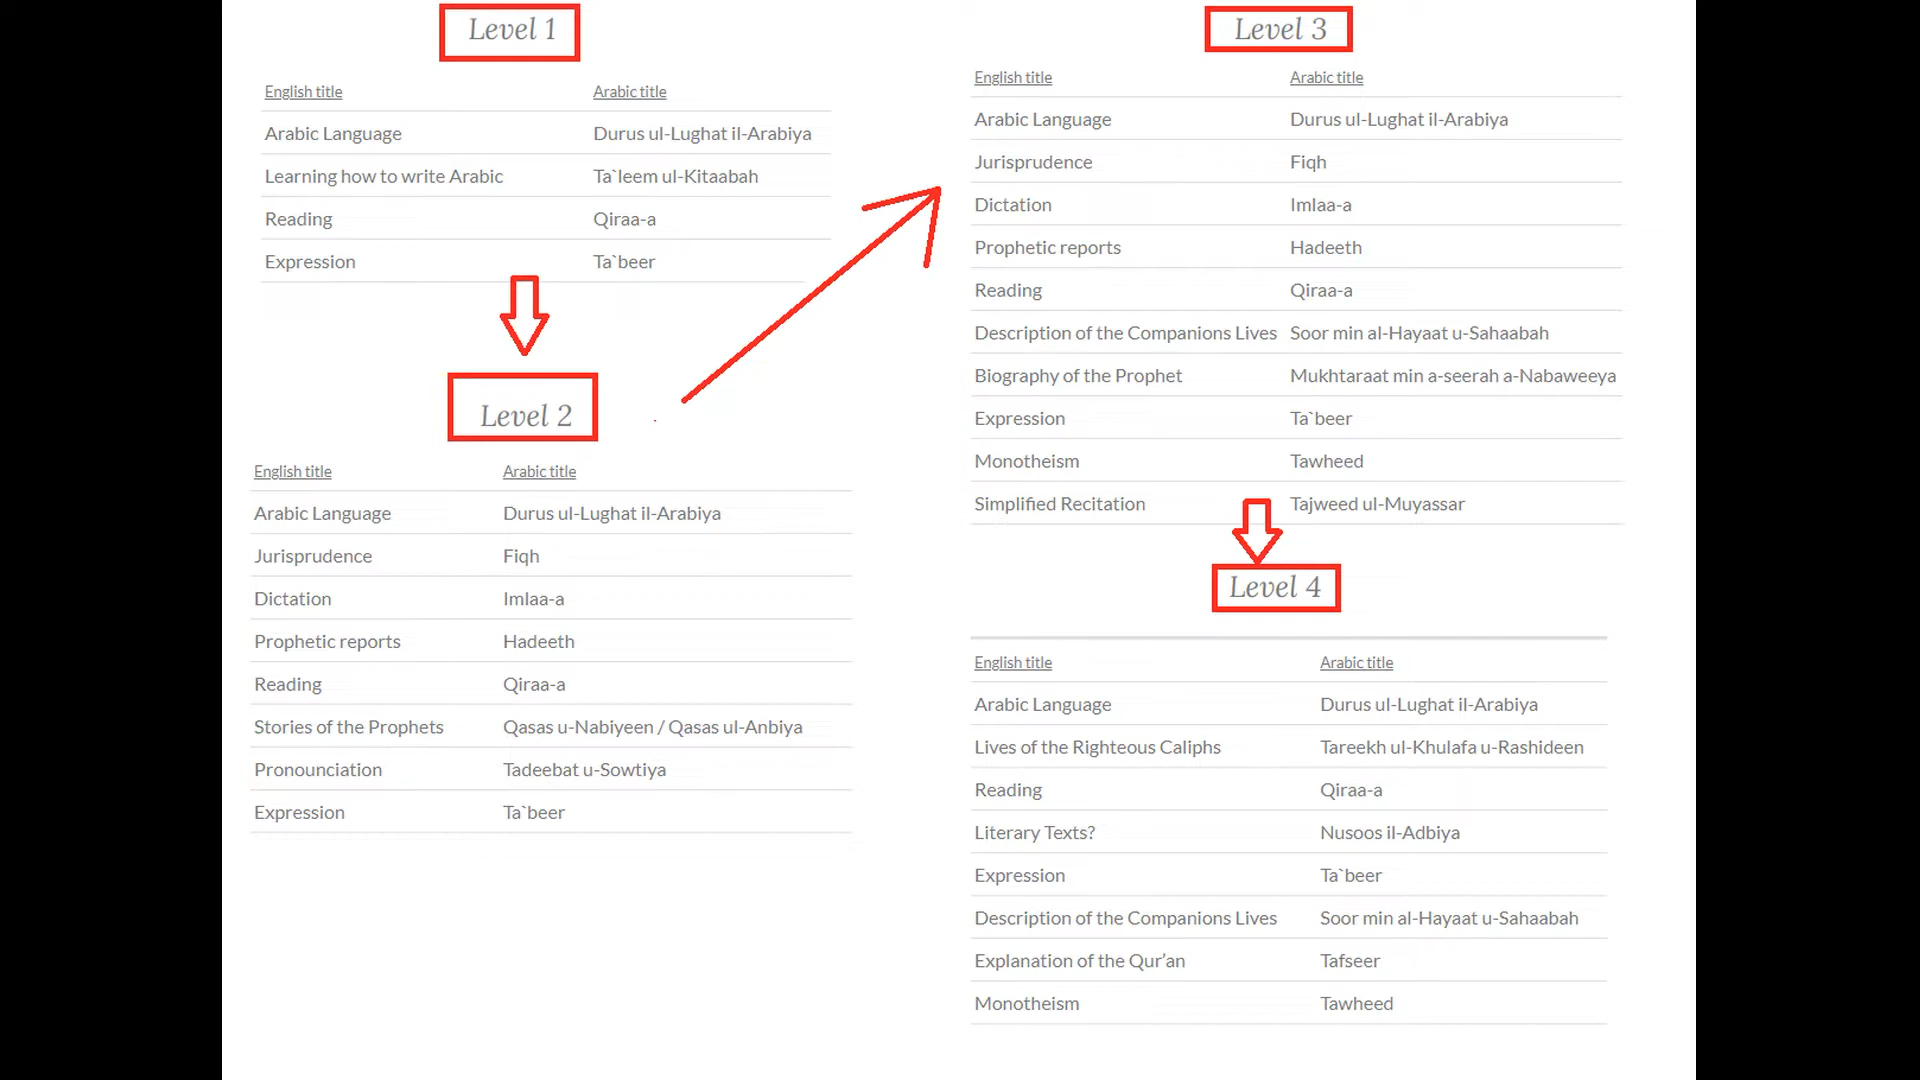 Level 1
English title Arabic title
Arabic Language Durus ul-Lughat il-Arabiya
Learning how to write Arabic Ta`leem ul-Kitaabah
Reading Qiraa-a
Expression Ta`beer
Level 2
English title Arabic title
Arabic Language Durus ul-Lughat il-Arabiya
Jurisprudence Fiqh
Dictation Imlaa-a
Prophetic reports Hadeeth
Reading Qiraa-a
Stories of the Prophets Qasas u-Nabiyeen / Qasas ul-Anbiya
Pronounciation Tadeebat u-Sowtiya
Expression Ta`beer
Level 3
English title Arabic title
Arabic Language Durus ul-Lughat il-Arabiya
Jurisprudence Fiqh
Dictation Imlaa-a
Prophetic reports Hadeeth
Reading Qiraa-a
Description of the Companions Lives Soor min al-Hayaat u-Sahaabah
Biography of the Prophet Mukhtaraat min a-seerah a-Nabaweeya
Expression Ta`beer
Monotheism Tawheed
Simplified Recitation Tajweed ul-Muyassar
Level 4
English title Arabic title
Arabic Language Durus ul-Lughat il-Arabiya
Lives of the Righteous Caliphs Tareekh ul-Khulafa u-Rashideen
Reading Qiraa-a
Literary Texts? Nusoos il-Adbiya
Expression Ta`beer
Description of the Companions Lives Soor min al-Hayaat u-Sahaabah
Explanation of the Qur’an Tafseer
Monotheism Tawheed